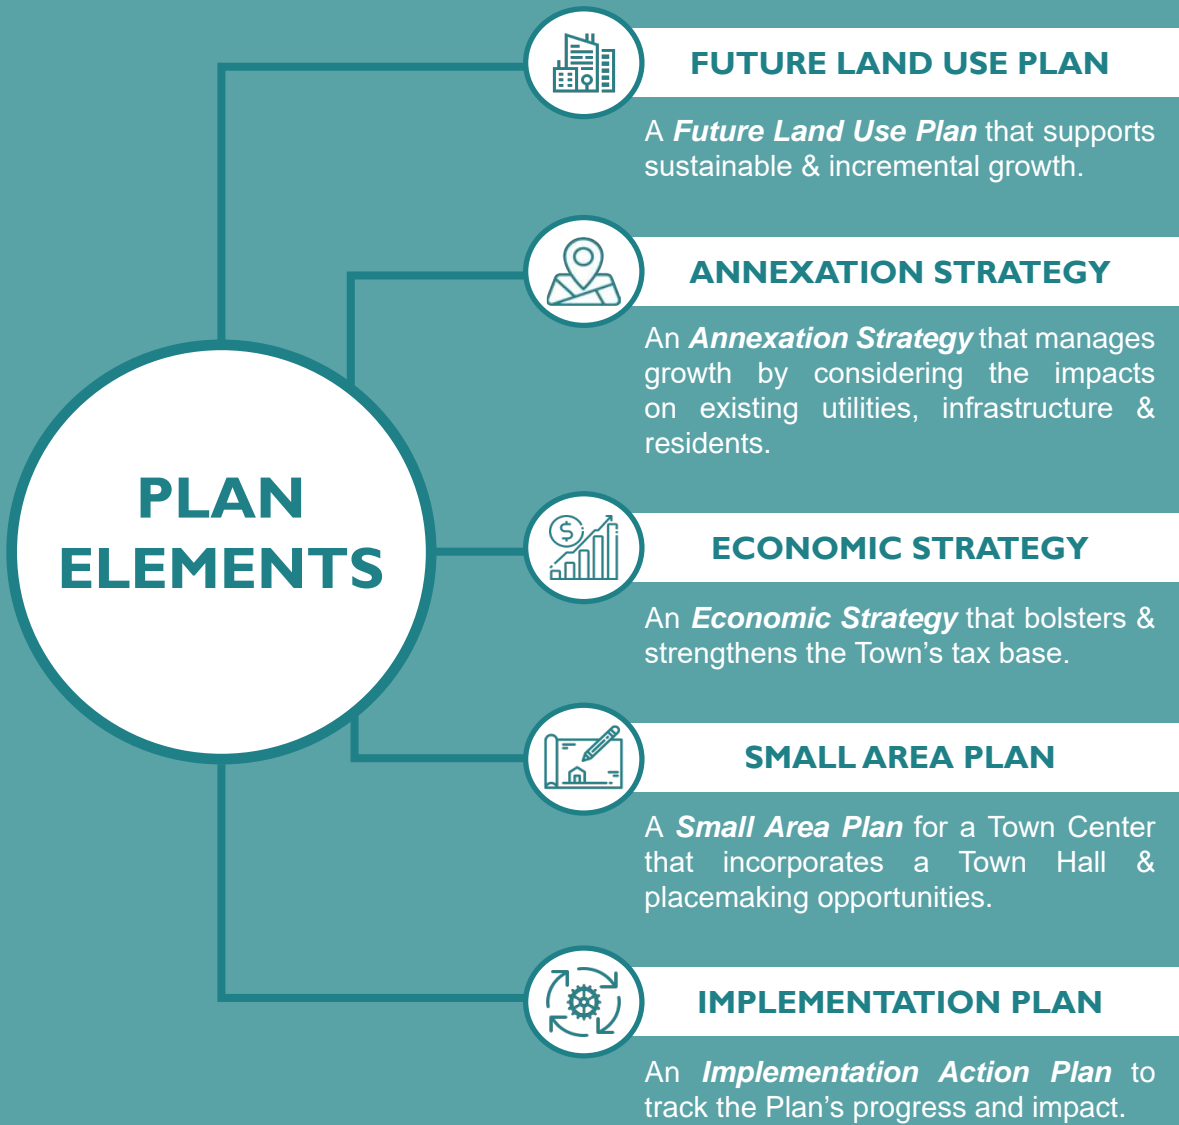 PLAN
ELEMENTS
FUTURE LAND USE PLAN
A Future Land Use Plan that supports
sustainable & incremental growth.
ANNEXATION STRATEGY
An Annexation Strategy that manages
growth by considering the impacts
on existing utilities, infrastructure &
residents.
ECONOMIC STRATEGY
An Economic Strategy that bolsters &
strengthens the Town’s tax base.
SMALL AREA PLAN
A Small Area Plan for a Town Center
that incorporates a Town Hall &
placemaking opportunities.
IMPLEMENTATION PLAN
An Implementation Action Plan to
track the Plan’s progress and impact.